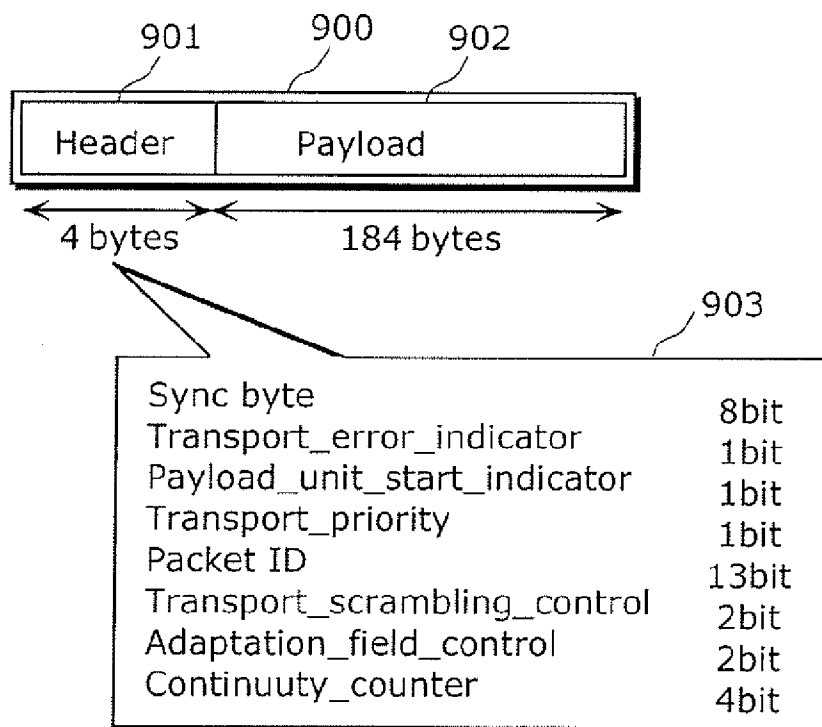 901 900 902
Header Payload
4 bytes 184 bytes
903
Sync byte 8bit
Transport_error_indicator 1bit
Payload_unit_start_indicator 1bit
Transport_priority 1bit
Packet ID 13bit
Transport_scrambling_control 2bit
Adaptation_field_control 2bit
Continuuty_counter 4bit